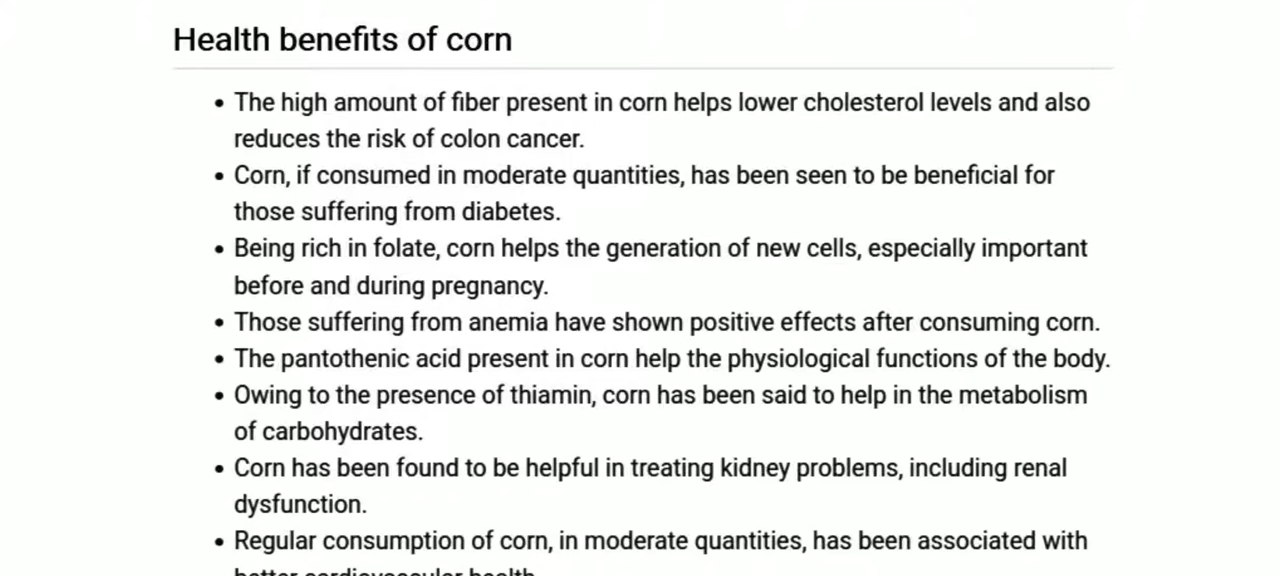 Health benefits of corn
• The high amount of fiber present in corn helps lower cholesterol levels and also
reduces the risk of colon cancer.
• Corn, if consumed in moderate quantities, has been seen to be beneficial for
those suffering from diabetes.
• Being rich in folate, corn helps the generation of new cells, especially important
before and during pregnancy.
• Those suffering from anemia have shown positive effects after consuming corn.
• The pantothenic acid present in corn help the physiological functions of the body.
• Owing to the presence of thiamin, corn has been said to help in the metabolism
of carbohydrates.
• Corn has been found to be helpful in treating kidney problems, including renal
dysfunction.
• Regular consumption of corn, in moderate quantities, has been associated with
better cardiovascular health.